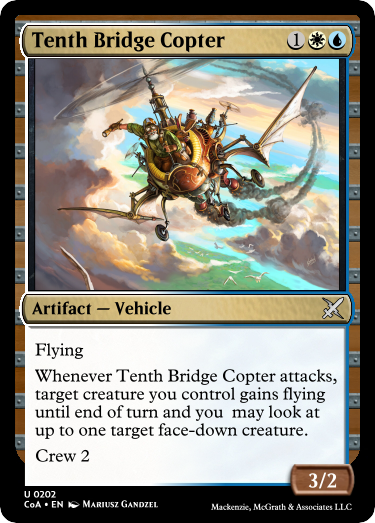 Tenth Bridge Copter 1
Artifact — Vehicle
Flying
Whenever Tenth Bridge Copter attacks,
target creature you control gains flying
until end of turn and you  may look at
up to one target face-down creature.
Crew 2
3/2
U 0202
CoA • EN Mariusz Gandzel
Mackenzie, McGrath & Associates LLC